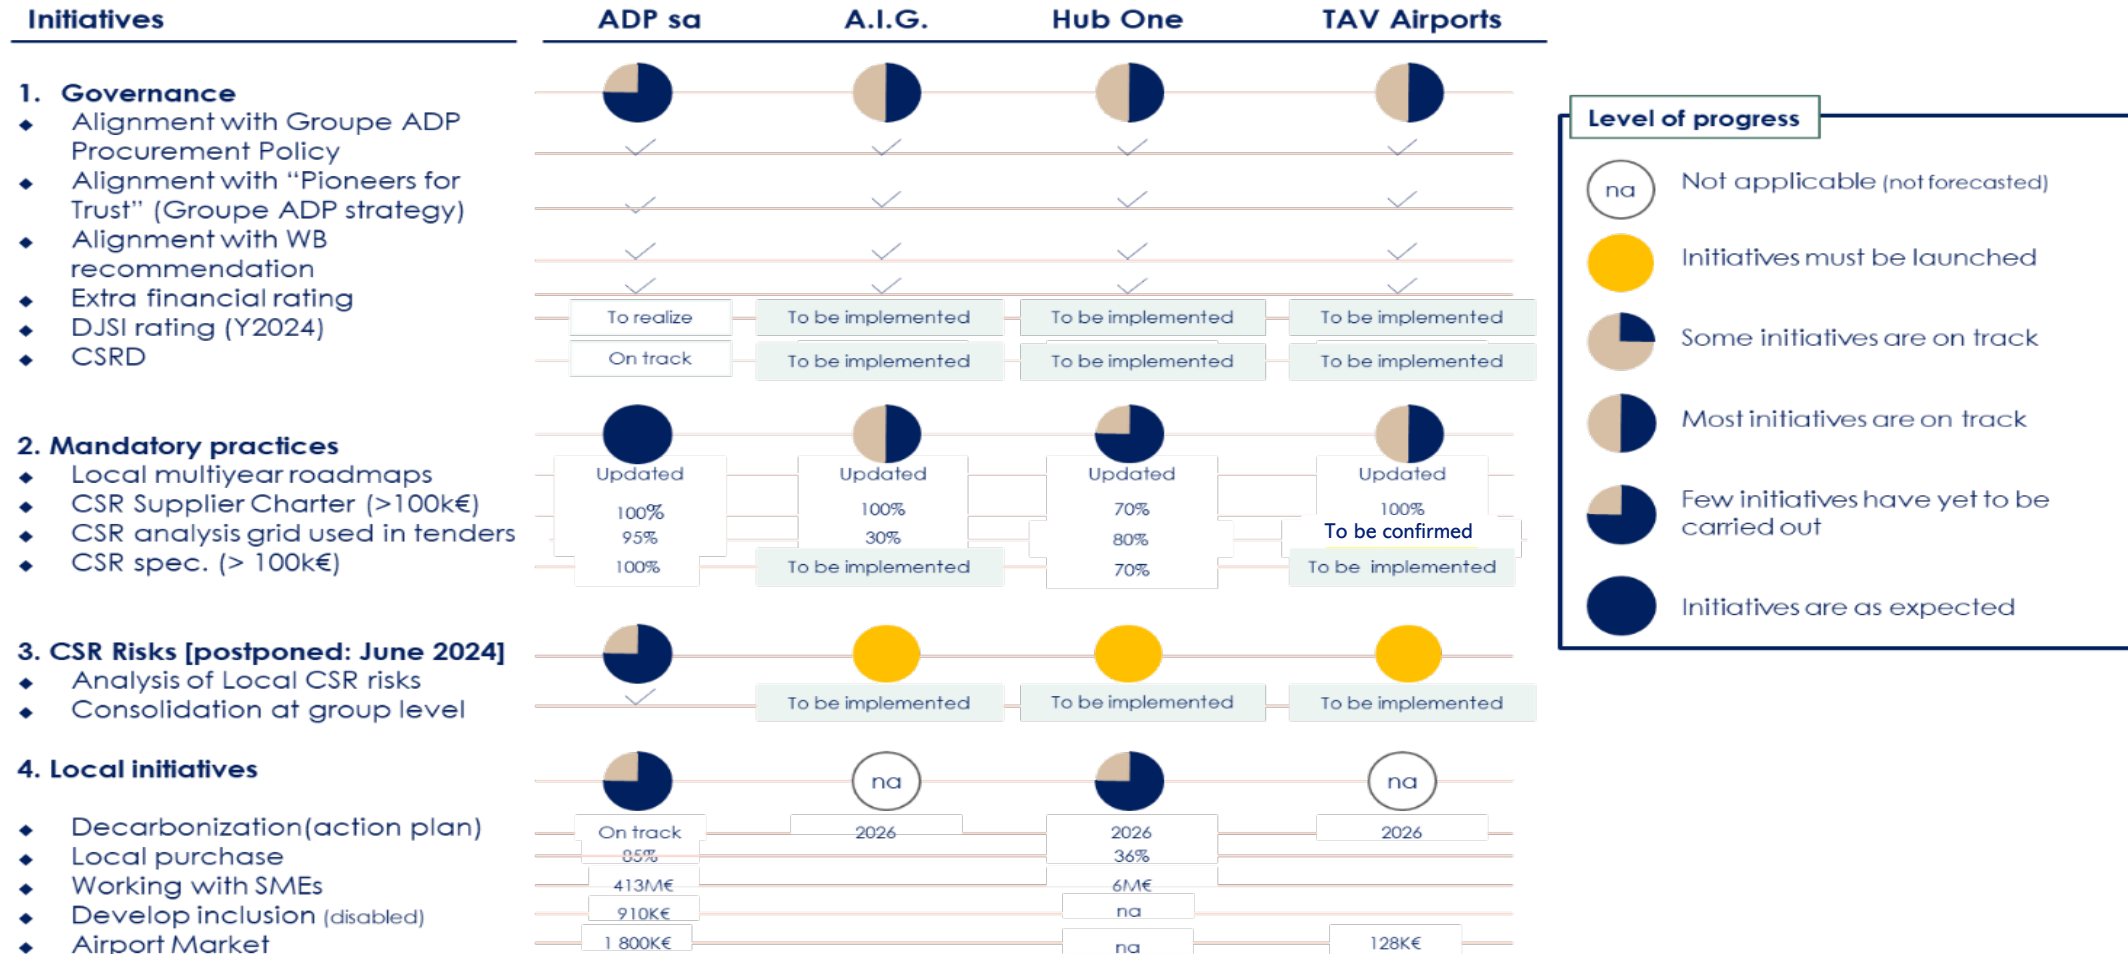 Initiatives ADP sa A.I.G. Hub One TAV Airports
1. Governance
◆ Alignment with Groupe ADP
Procurement Policy
◆ Alignment with “Pioneers for
Trust” (Groupe ADP strategy)
◆ Alignment with WB
recommendation
◆ Extra financial rating
◆ DJSI rating (Y2024) To realize To be implemented To be implemented To be implemented
◆ CSRD On track To be implemented To be implemented To be implemented
2. Mandatory practices
◆ Local multiyear roadmaps Updated Updated Updated Updated
◆ CSR Supplier Charter (>100k€) 100% 100% 70% 100%
◆ CSR analysis grid used in tenders 95% 30% 80% To be confirmed
◆ CSR spec. (> 100k€) 100% To be implemented 70% To be implemented
3. CSR Risks [postponed: June 2024]
◆ Analysis of Local CSR risks
◆ Consolidation at group level To be implemented To be implemented To be implemented
4. Local initiatives na na
◆ Decarbonization(action plan) On track 2026 2026 2026
◆ Local purchase 85% 36%
◆ Working with SMEs 413M€ 6M€
◆ Develop inclusion (disabled) 910K€ na
◆ Airport Market 1 800K€ na 128K€
Level of progress
na Not applicable (not forecasted)
Initiatives must be launched
Some initiatives are on track
Most initiatives are on track
Few initiatives have yet to be
carried out
Initiatives are as expected